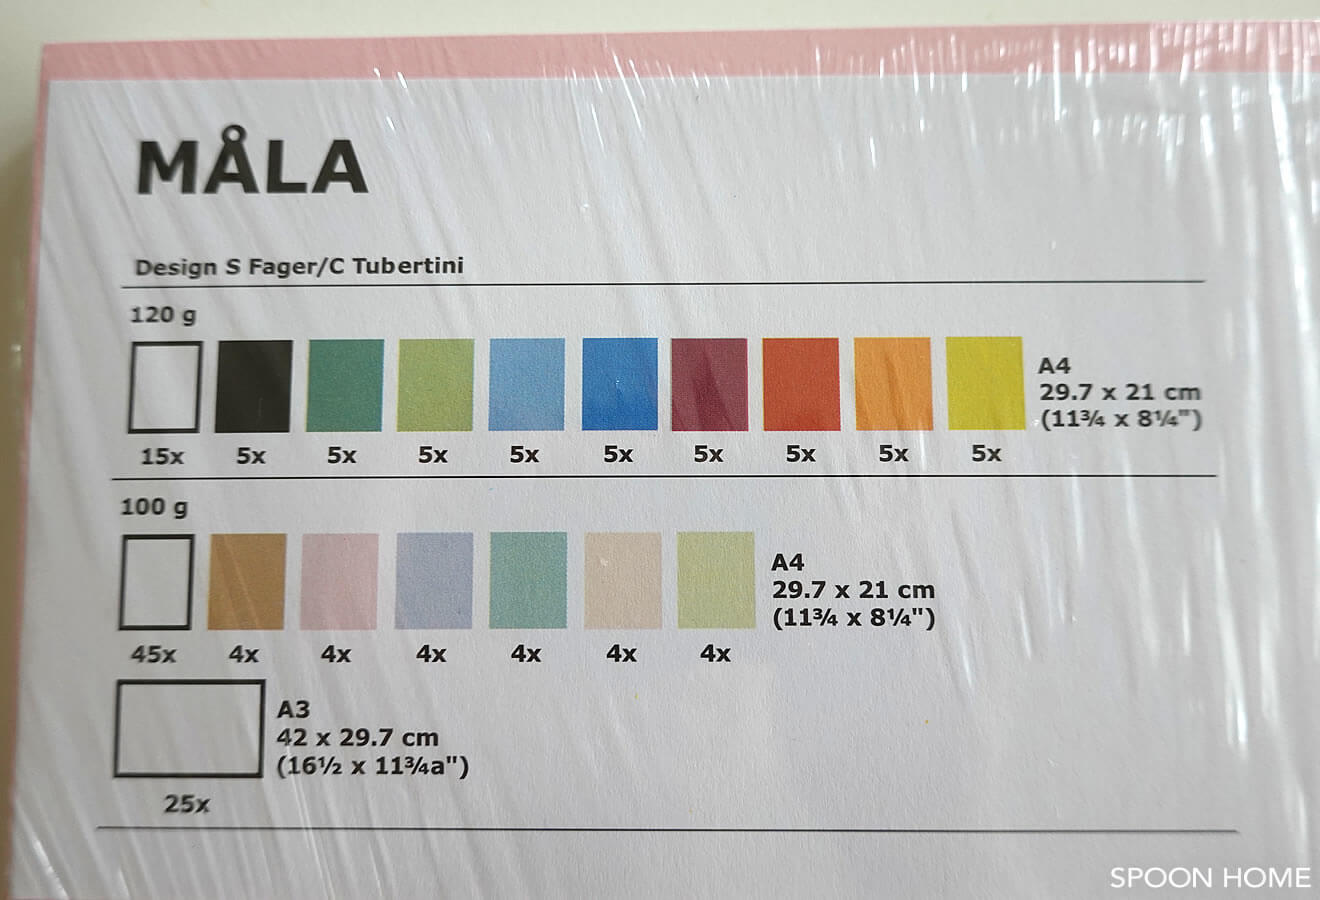 MÅLA
Design S Fager/C Tubertini
120 g
A4
29.7 x 21 cm
(11¾ x 8¼")
15x 5x 5x 5x 5x 5x 5x 5x 5x 5x
100 g
A4
29.7 x 21 cm
(11¾ x 8¼")
45x 4x 4x 4x 4x 4x 4x
A3
42 x 29.7 cm
(16½ x 11¾a")
25x
SPOON HOME